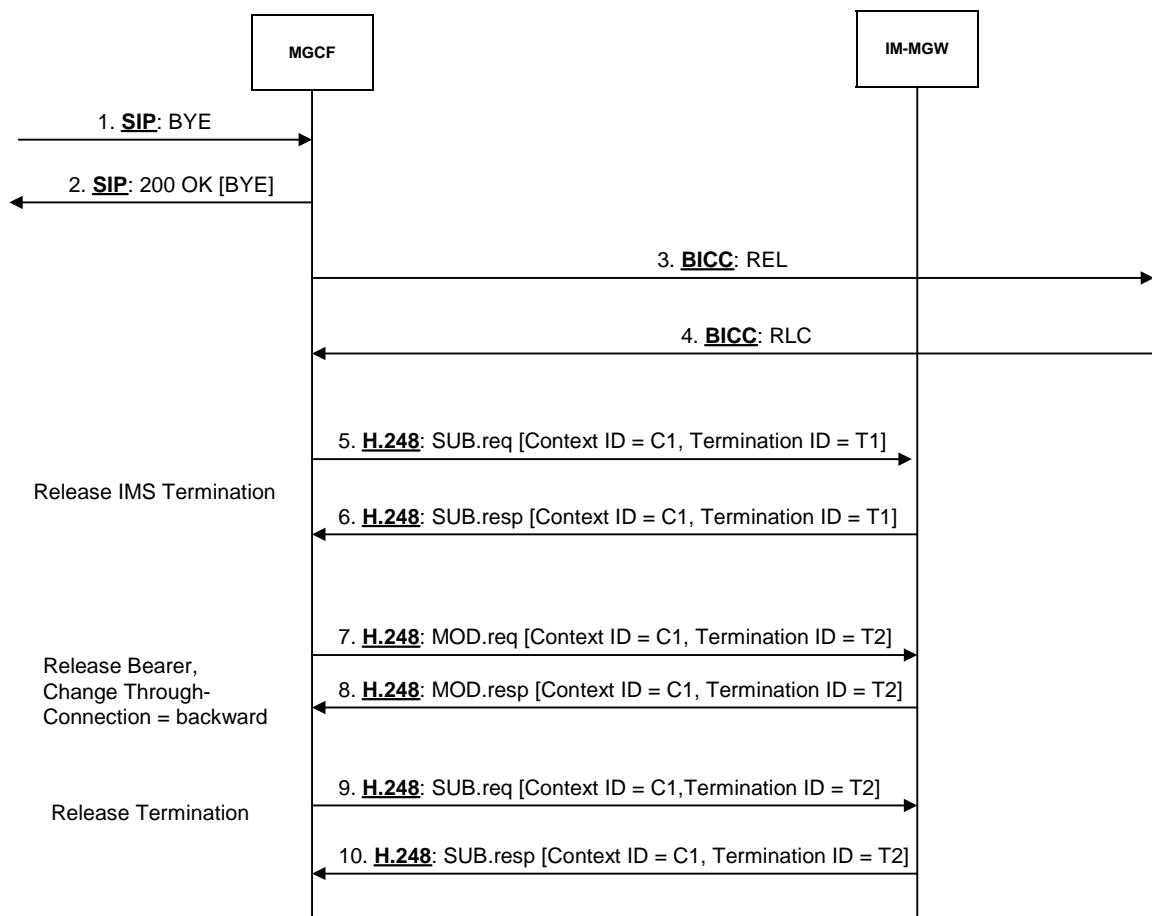 MGCF
IM-MGW
1. SIP: BYE
2. SIP: 200 OK [BYE]
3. BICC: REL
4. BICC: RLC
5. H.248: SUB.req [Context ID = C1, Termination ID = T1]
Release IMS Termination
6. H.248: SUB.resp [Context ID = C1, Termination ID = T1]
7. H.248: MOD.req [Context ID = C1, Termination ID = T2]
Release Bearer,
Change Through-
Connection = backward
8. H.248: MOD.resp [Context ID = C1, Termination ID = T2]
9. H.248: SUB.req [Context ID = C1,Termination ID = T2]
Release Termination
10. H.248: SUB.resp [Context ID = C1, Termination ID = T2]